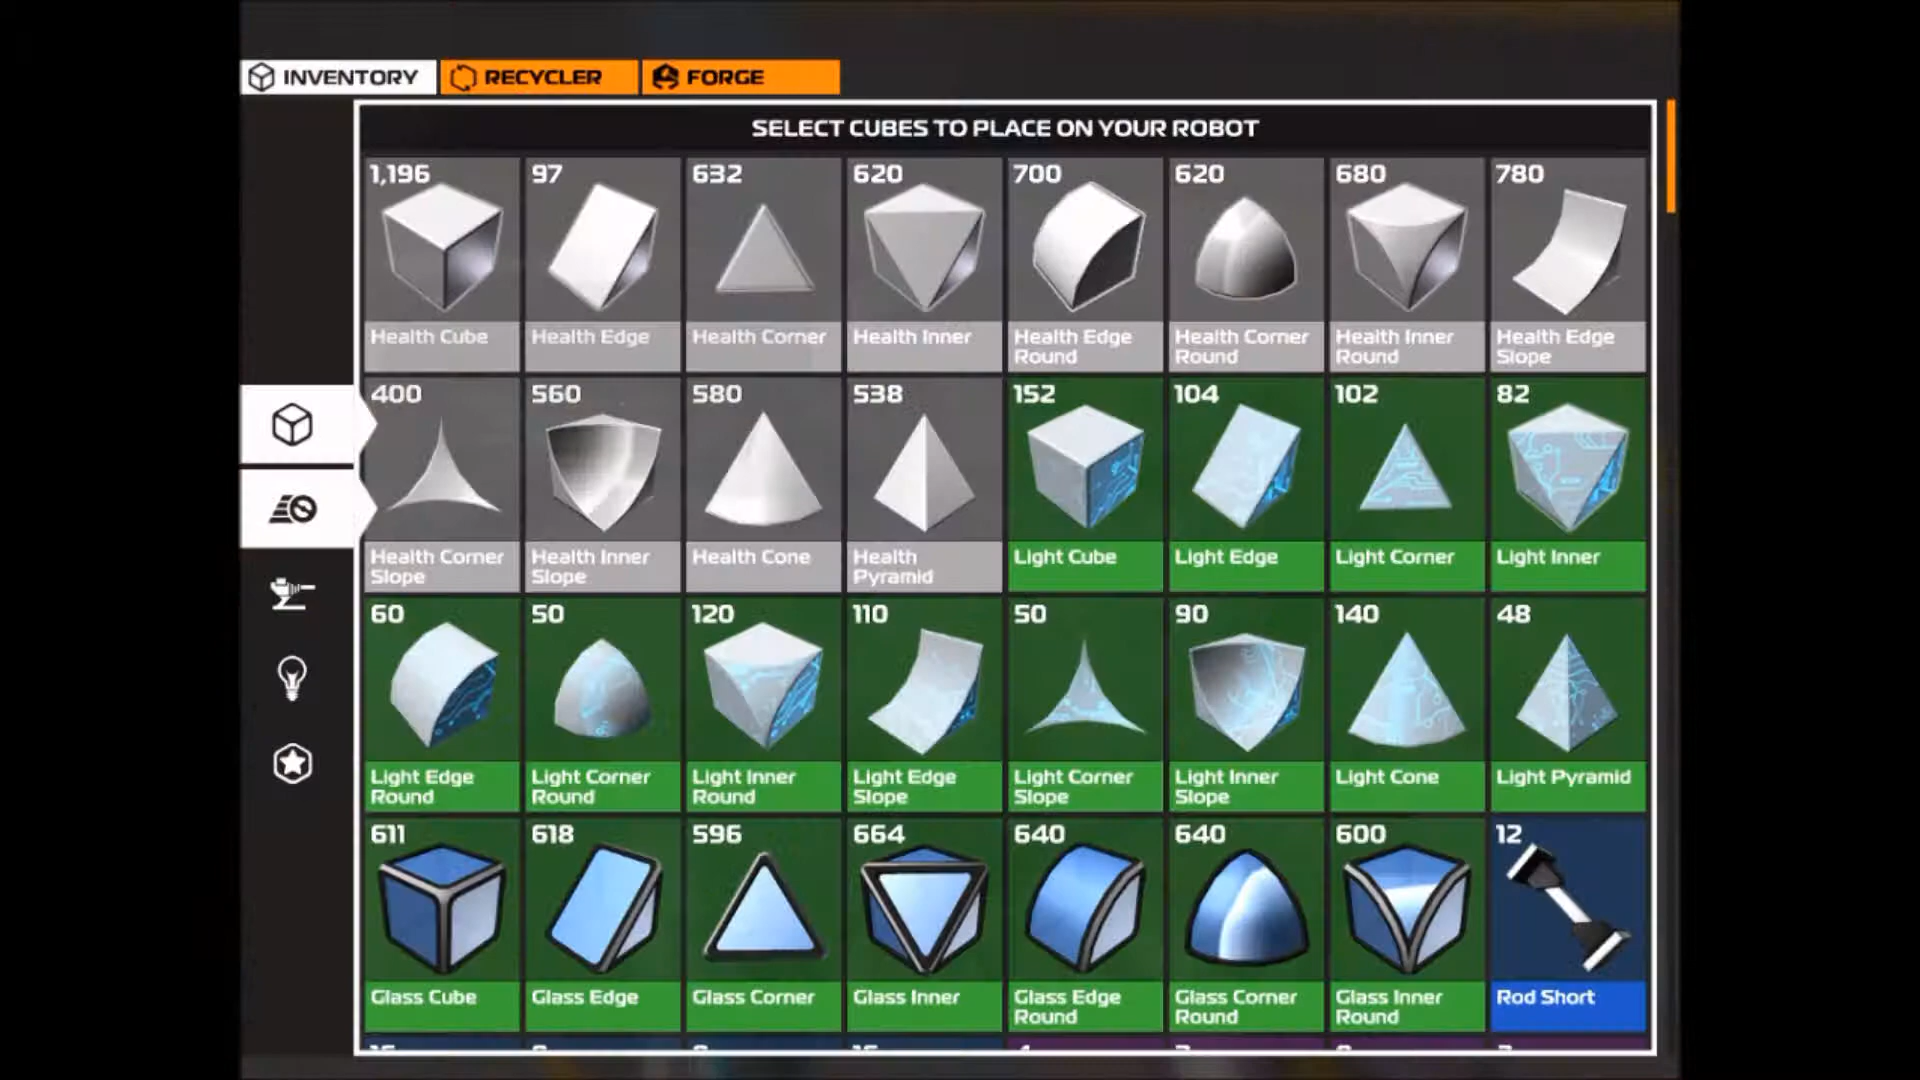 INVENTORY
RECYCLER
FORGE
SELECT CUBES TO PLACE ON YOUR ROBOT
1,196
97
632
620
700
620
680
780
Health Cube
Health Edge
Health Corner
Health Inner
Health Edge
Round
Health Corner
Round
Health Inner
Round
Health Edge
Slope
400
560
580
538
152
104
102
82
Health Corner
Slope
Health Inner
Slope
Health Cone
Health
Pyramid
Light Cube
Light Edge
Light Corner
Light Inner
60
50
120
110
50
90
140
48
Light Edge
Round
Light Corner
Round
Light Inner
Round
Light Edge
Slope
Light Corner
Slope
Light Inner
Slope
Light Cone
Light Pyramid
611
618
596
664
640
640
600
12
Glass Cube
Glass Edge
Glass Corner
Glass Inner
Glass Edge
Round
Glass Corner
Round
Glass Inner
Round
Rod Short